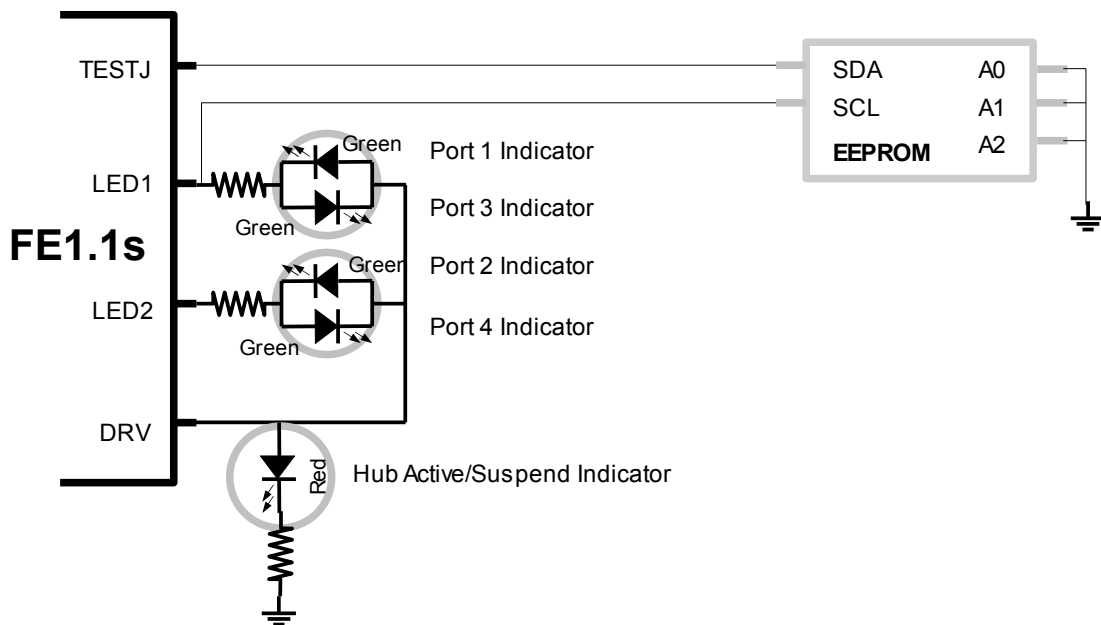 TESTJ
LED1
FE1.1s
LED2
DRV
Green
Green
Green
Green
Port 1 Indicator
Port 3 Indicator
Port 2 Indicator
Port 4 Indicator
Red
Hub Active/Suspend Indicator
SDA A0
SCL A1
EEPROM A2